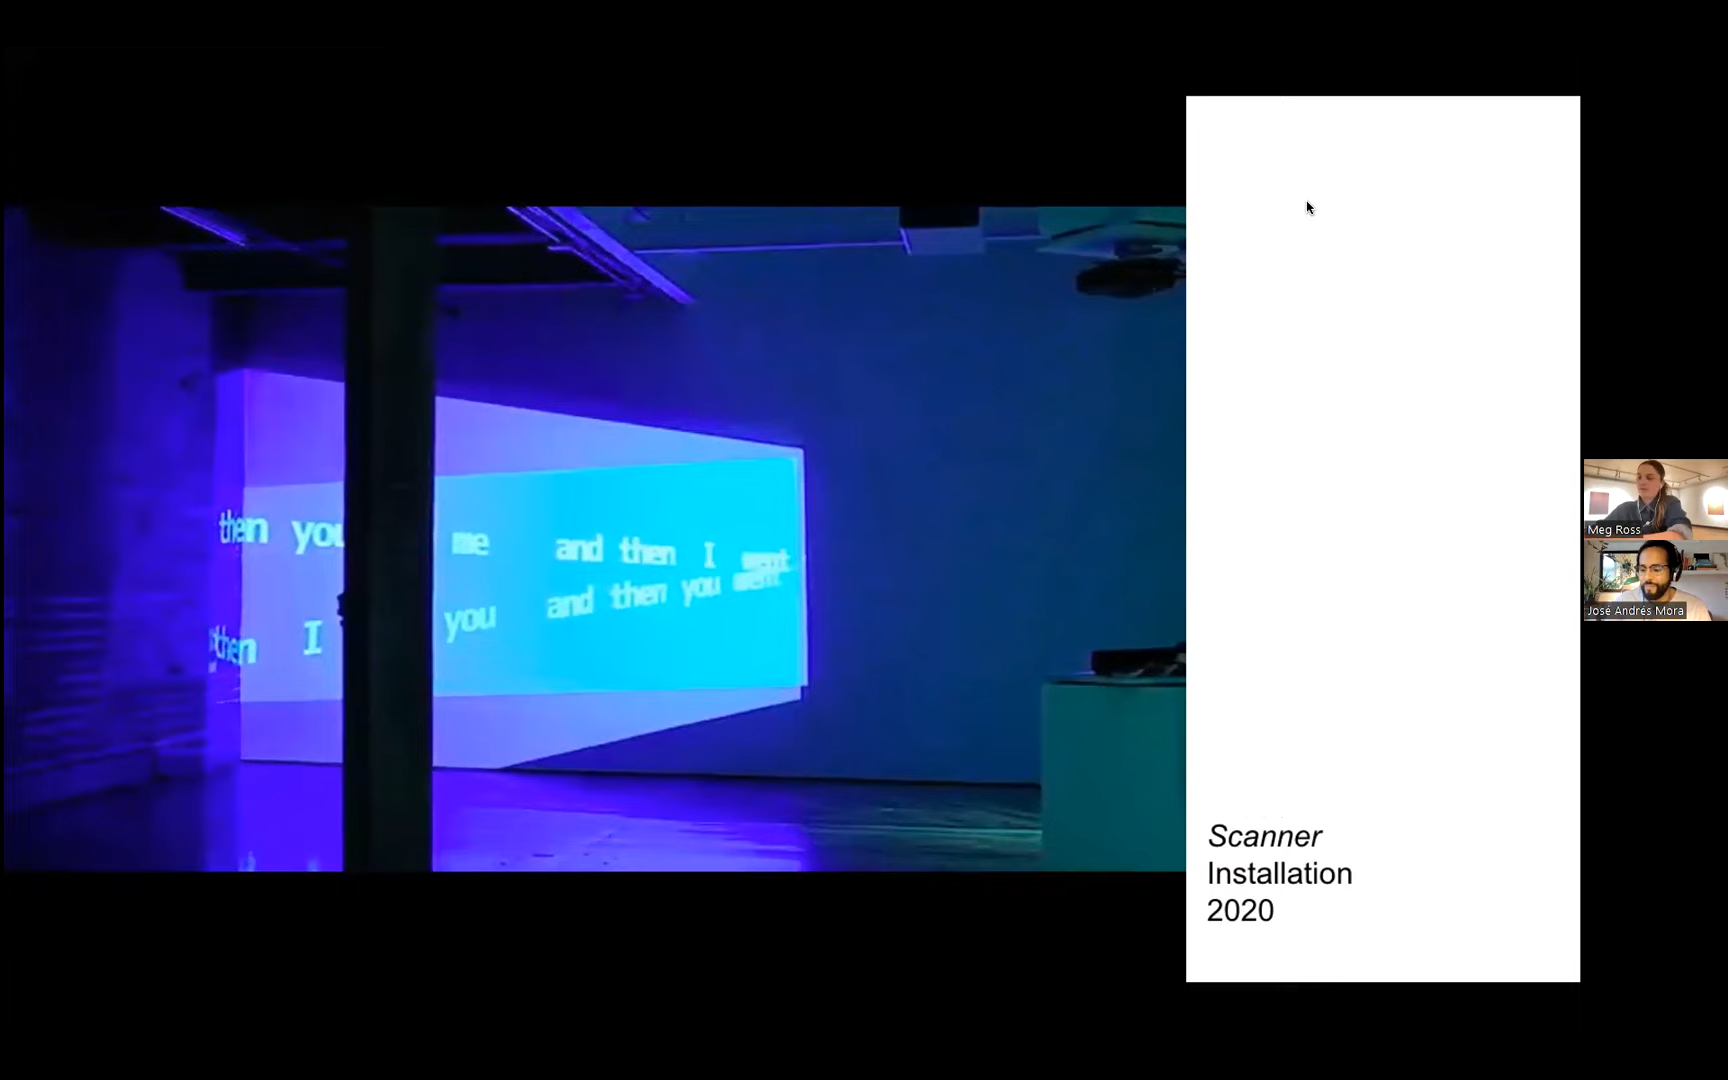 then you me and then I went
then I you and then you went
Scanner
Installation
2020
Meg Ross
José Andrés Mora